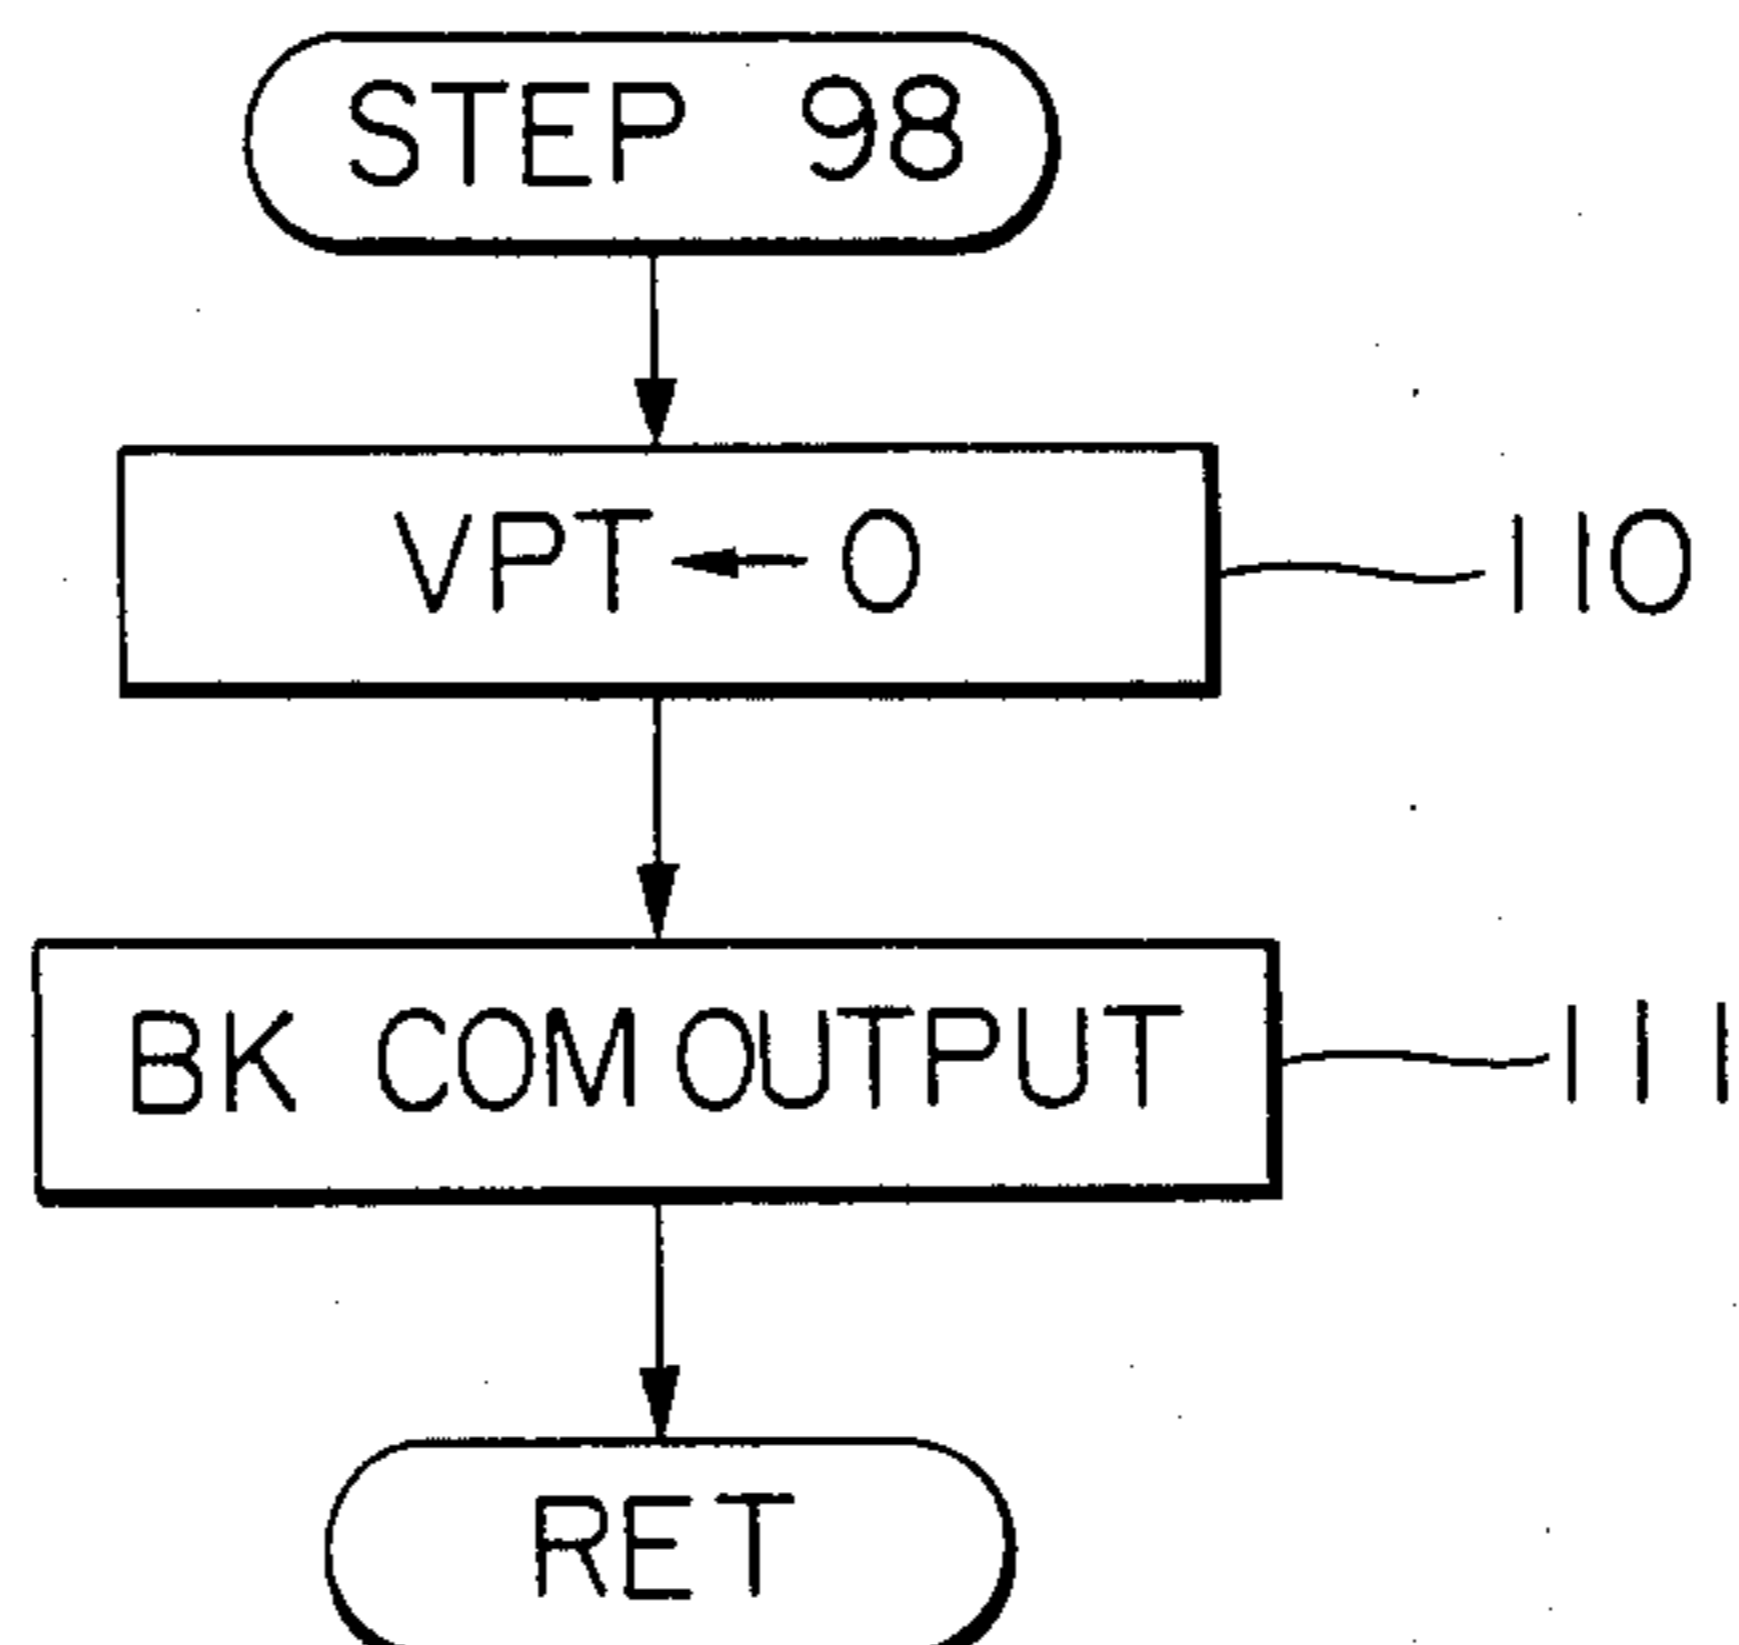 STEP 98
VPT ← 0
110
BK COM OUTPUT
111
RET